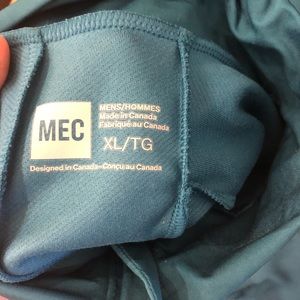 MEC
MENS/HOMMES
Made in Canada
Fabriqué au Canada
XL/TG
Designed in Canada-Conçu au Canada